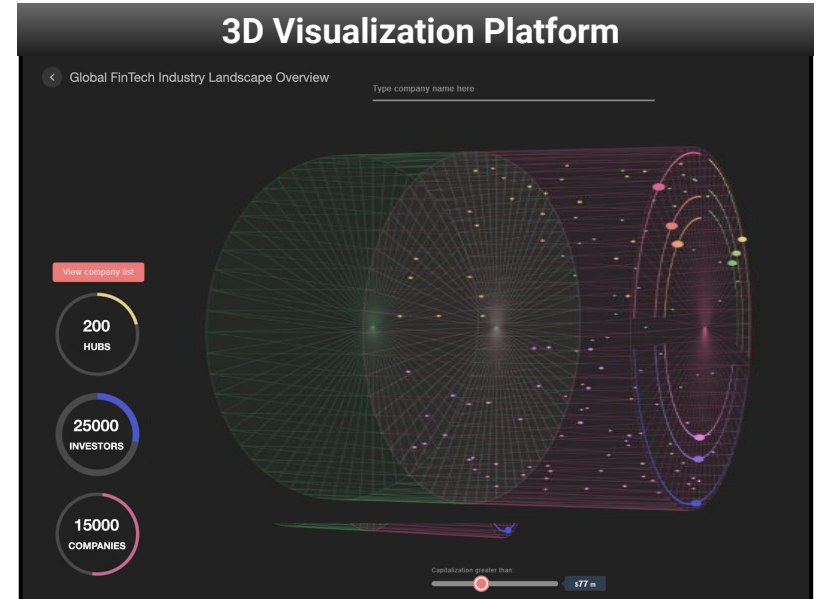 3D Visualization Platform
Global FinTech Industry Landscape Overview
Type company name here
View company list
200
HUBS
25000
INVESTORS
15000
COMPANIES
Capitalization greater than:
$77 m